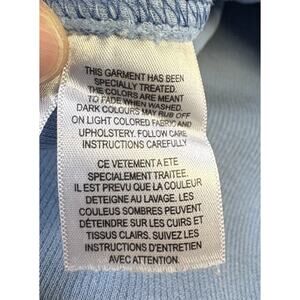 THIS GARMENT HAS BEEN
SPECIALLY TREATED.
THE COLORS ARE MEANT
TO FADE WHEN WASHED.
DARK COLOURS MAY RUB OFF
ON LIGHT COLORED FABRIC AND
UPHOLSTERY. FOLLOW CARE
INSTRUCTIONS CAREFULLY
CE VETEMENT A ETE
SPECIALEMENT TRAITEE.
IL EST PREVU QUE LA COULEUR
DETEIGNE AU LAVAGE. LES
COULEUR SOMBRES PEUVENT
DÉTEINDRE SUR LES CUIRS ET
TISSUS CLAIRS. SUIVEZ LES
INSTRUCTIONS D'ENTRETIEN
AVEC ATTENTION.